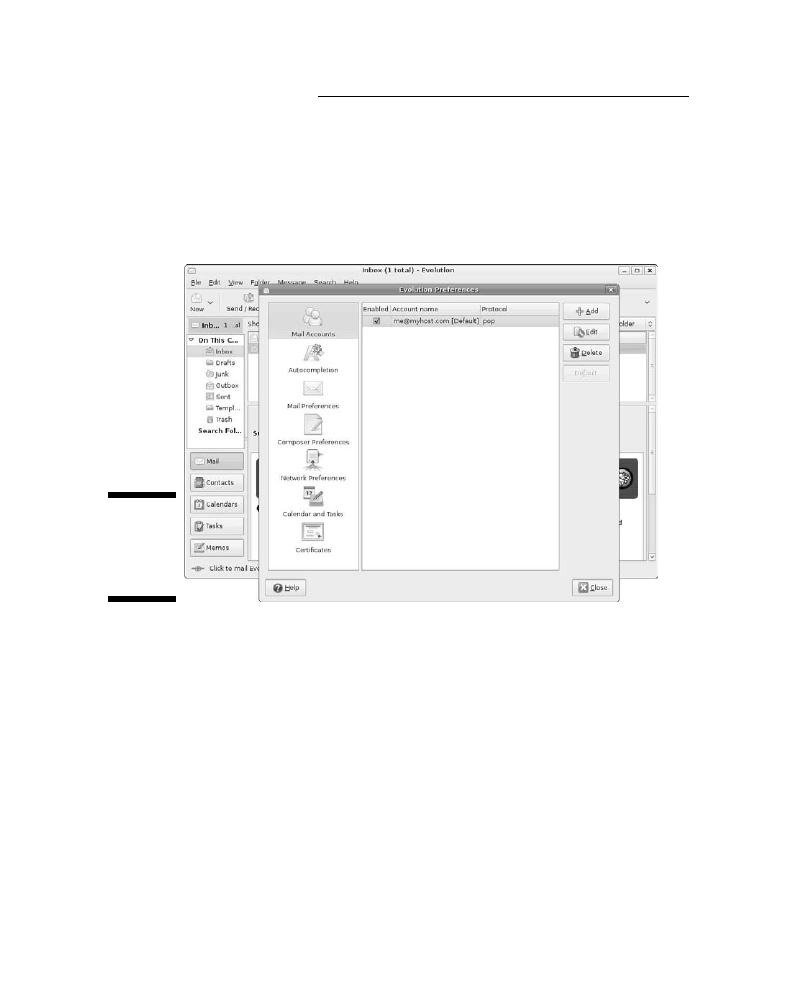 Inbox (1 total) - Evolution
File Edit View Folder Message Search Help
Evolution Preferences
New
Send / Rec
Inb... 1 ...al
Sho
older
On This C...
Inbox
Drafts
Junk
Outbox
Sent
Templ...
Trash
Search Fol...
Su
Mail
Contacts
Calendars
Tasks
Memos
Click to mail Evo
Mail Accounts
Autocompletion
Mail Preferences
Composer Preferences
Network Preferences
Calendar and Tasks
Certificates
Enabled Account name Protocol
me@myhost.com [Default] pop
Add
Edit
Delete
Default
d
Help
Close